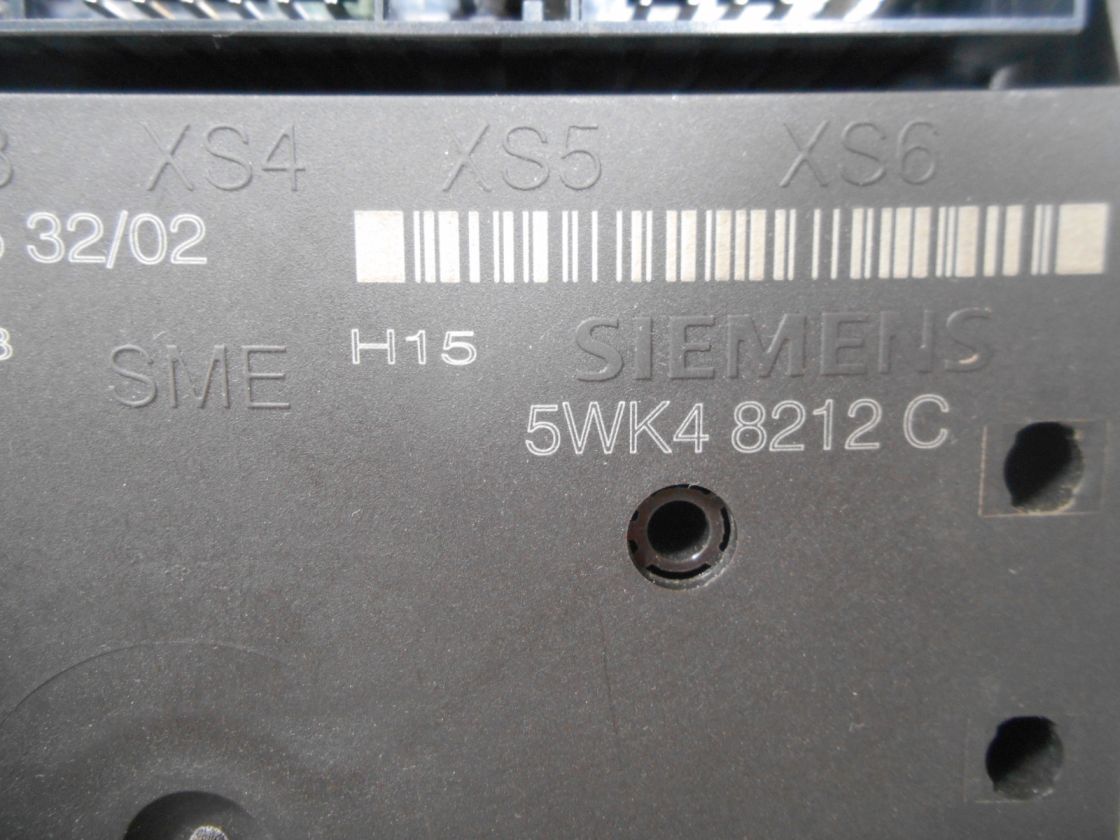 XS4 XS5 XS6
32/02
SME H15 SIEMENS
5WK4 8212 C